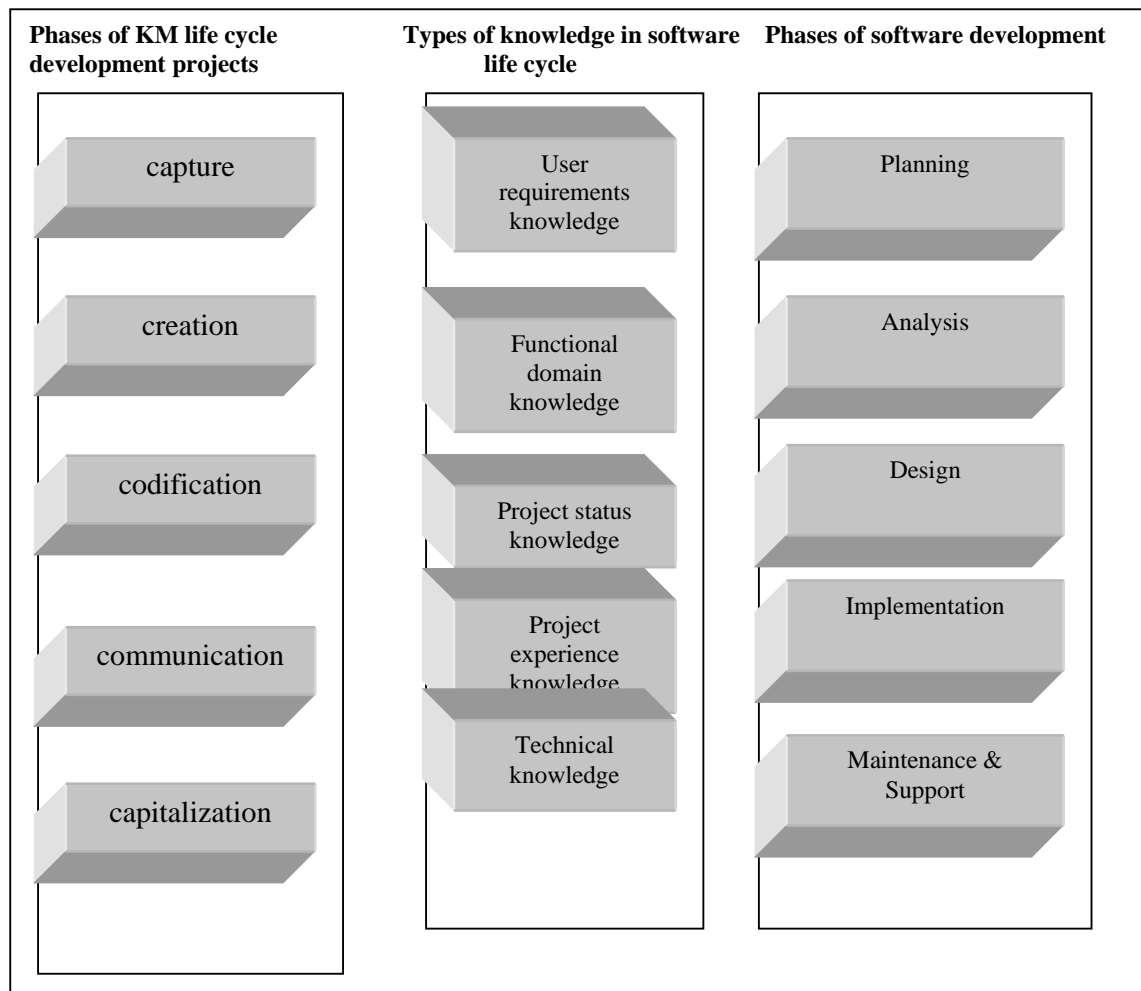 Phases of KM life cycle
development projects
capture
creation
codification
communication
capitalization
Types of knowledge in software
life cycle
User
requirements
knowledge
Functional
domain
knowledge
Project status
knowledge
Project
experience
knowledge
Technical
knowledge
Phases of software development
Planning
Analysis
Design
Implementation
Maintenance &
Support